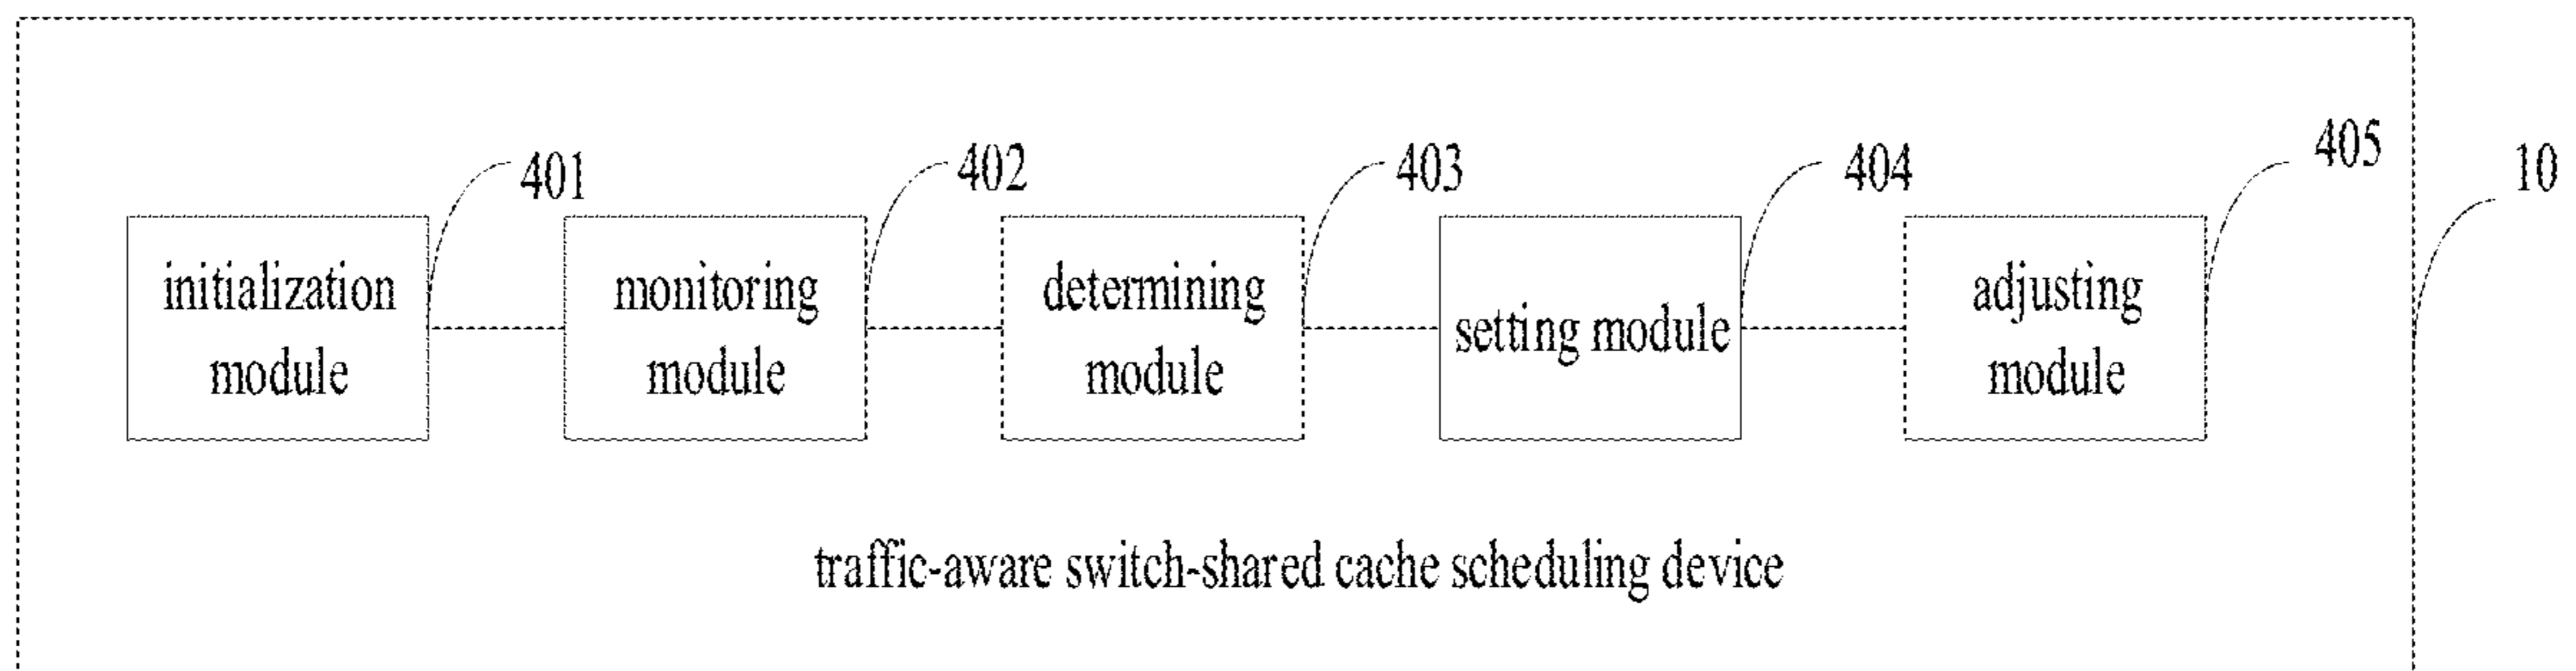 401
402
403
404
405
10
initialization
module
monitoring
module
determining
module
setting module
adjusting
module
traffic-aware switch-shared cache scheduling device